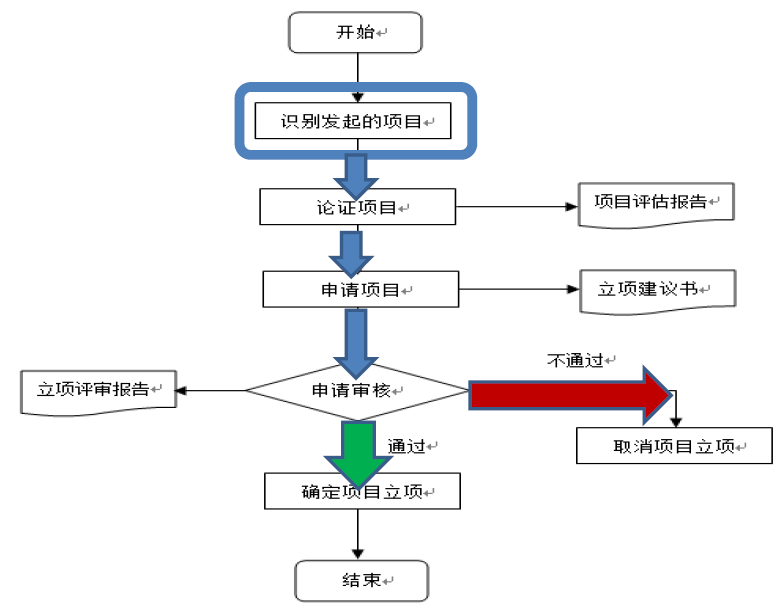 开始
识别发起的项目
论证项目
项目评估报告
申请项目
立项建议书
不通过
立项评审报告
申请审核
通过
取消项目立项
确定项目立项
结束